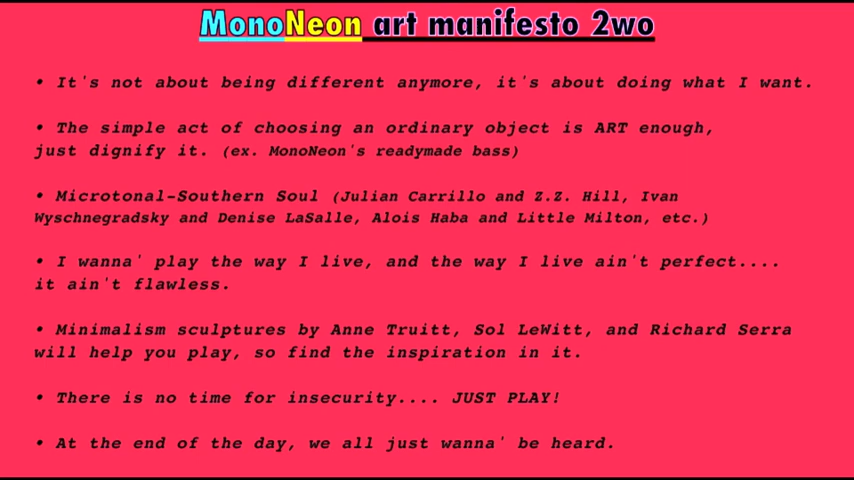 MonoNeon art manifesto 2wo
• It's not about being different anymore, it's about doing what I want.
• The simple act of choosing an ordinary object is ART enough,
just dignify it. (ex. MonoNeon's readymade bass)
• Microtonal-Southern Soul (Julian Carrillo and Z.Z. Hill, Ivan
Wyschnegradsky and Denise LaSalle, Alois Haba and Little Milton, etc.)
• I wanna' play the way I live, and the way I live ain't perfect....
it ain't flawless.
• Minimalism sculptures by Anne Truitt, Sol LeWitt, and Richard Serra
will help you play, so find the inspiration in it.
• There is no time for insecurity.... JUST PLAY!
• At the end of the day, we all just wanna' be heard.